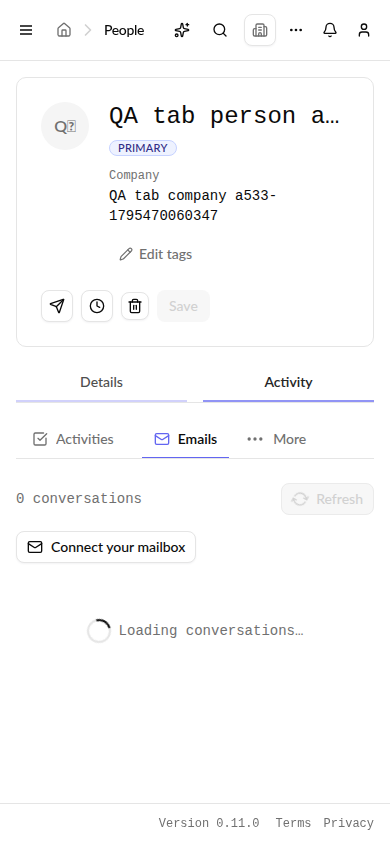 People
Q
QA tab person a…
PRIMARY
Company
QA tab company a533-
1795470060347
Edit tags
Save
Details
Activity
Activities
Emails
More
0 conversations
Refresh
Connect your mailbox
Loading conversations…
Version 0.11.0
Terms
Privacy